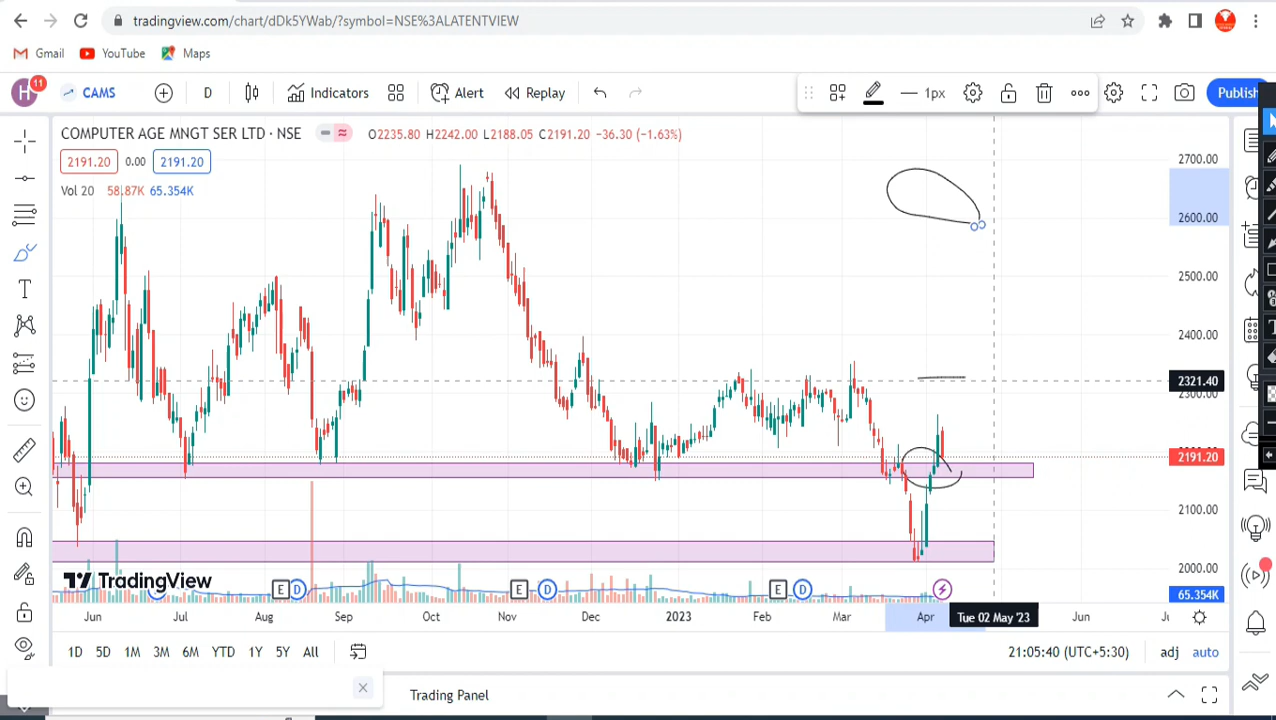 tradingview.com/chart/dDk5YWab/?symbol=NSE%3ALATENTVIEW
Gmail YouTube Maps
H 11 CAMS D Indicators Alert Replay 1px Publish
COMPUTER AGE MNGT SER LTD · NSE O2235.80 H2242.00 L2188.05 C2191.20 −36.30 (−1.63%)
2191.20 0.00 2191.20
Vol 20 58.87K 65.354K
2700.00
2600.00
2500.00
2400.00
2321.40
2300.00
2191.20
2100.00
2000.00
TradingView
E D E D E D
65.354K
Jun Jul Aug Sep Oct Nov Dec 2023 Feb Mar Apr Tue 02 May '23 Jun
1D 5D 1M 3M 6M YTD 1Y 5Y All 21:05:40 (UTC+5:30) adj auto
Trading Panel